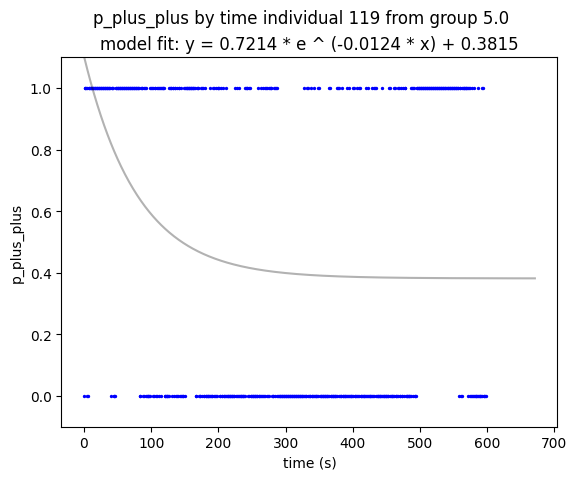 p_plus_plus by time individual 119 from group 5.0
model fit: y = 0.7214 * e ^ (-0.0124 * x) + 0.3815
1.0
0.8
0.6
0.4
0.2
0.0
p_plus_plus
0 100 200 300 400 500 600 700
time (s)